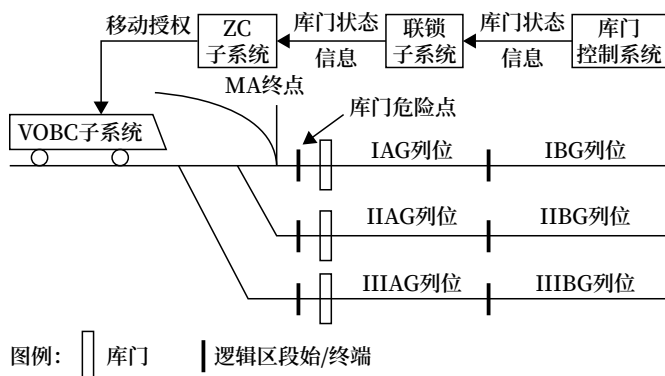 移动授权
ZC
子系统
库门状态
信息
联锁
子系统
库门状态
信息
库门
控制系统
MA终点
库门危险点
VOBC子系统
IAG列位
IBG列位
IIAG列位
IIBG列位
IIIAG列位
IIIBG列位
图例：
库门
逻辑区段始/终端